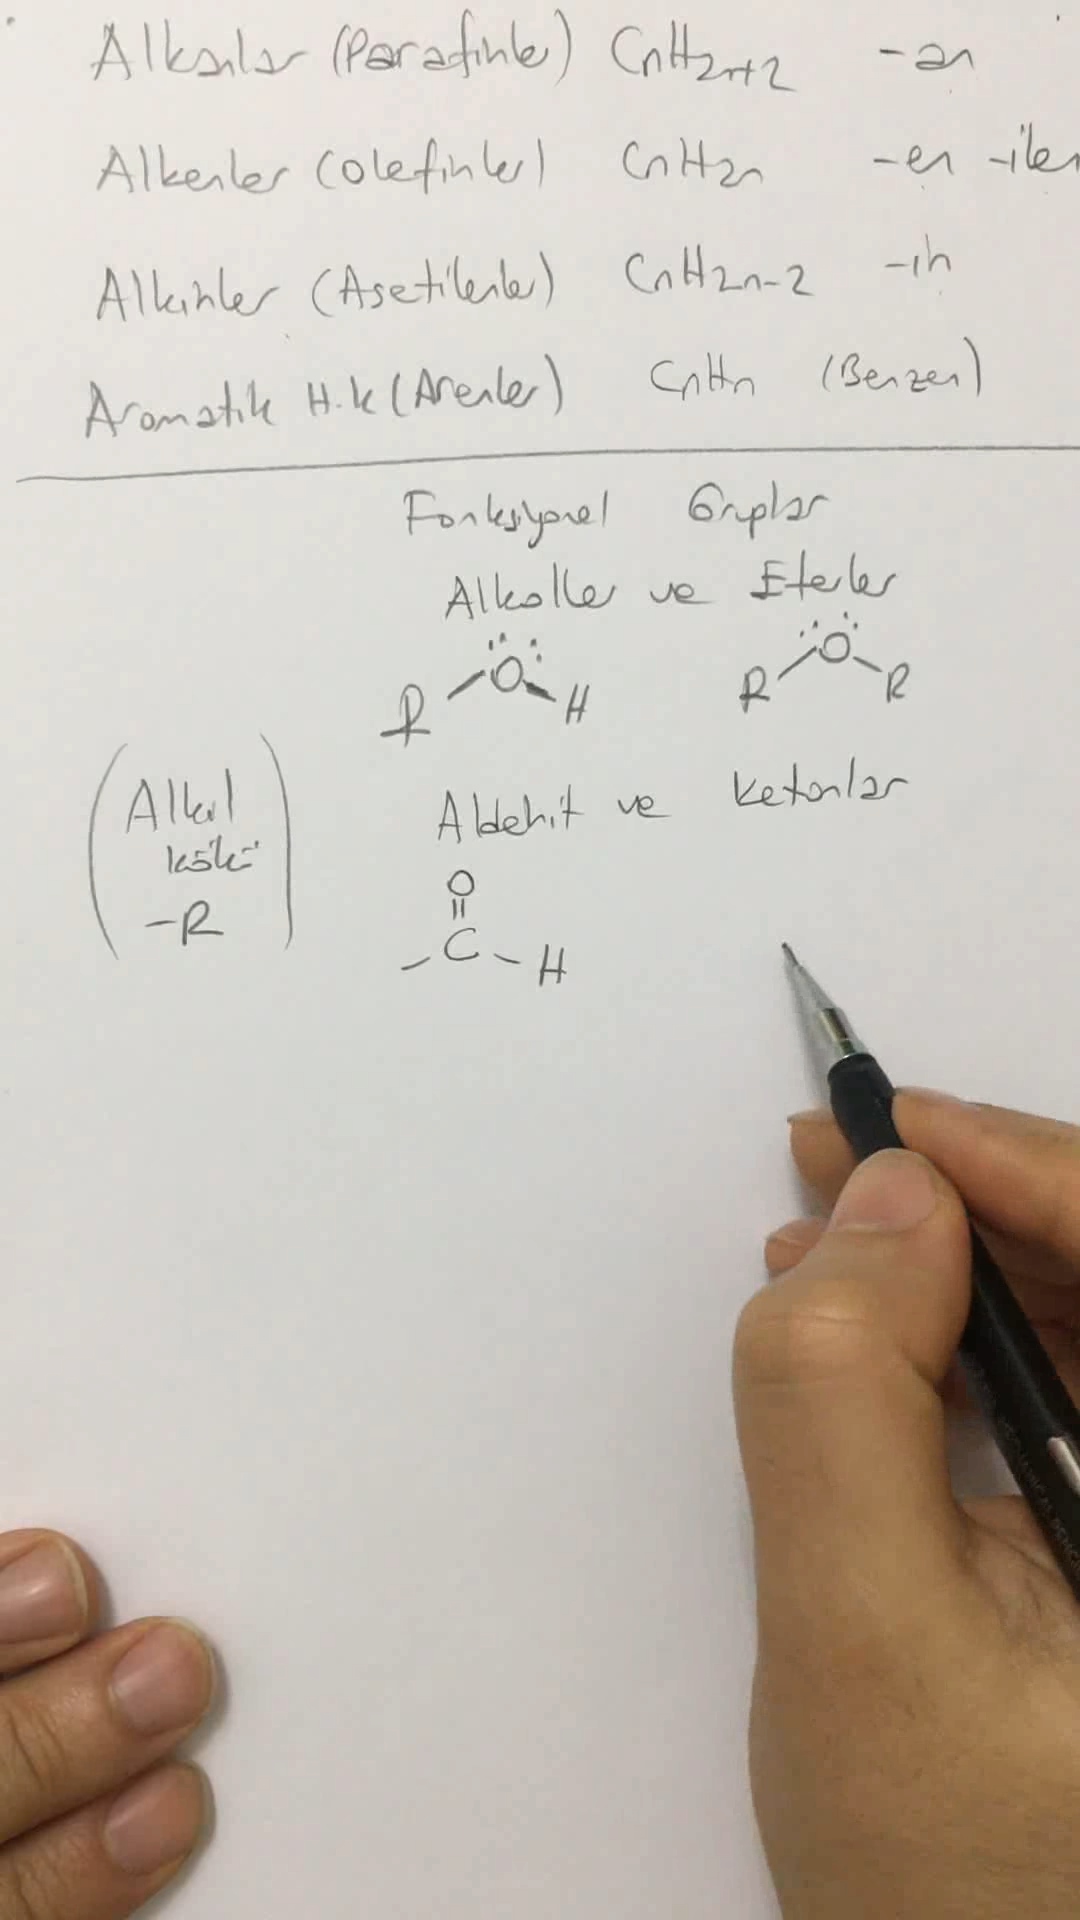 Alkanlar (Parafinler) CnH2n+2 -an
Alkenler (Olefinler) CnH2n -en -ilen
Alkinler (Asetilenler) CnH2n-2 -in
Aromatik H.k (Arenler) CnHn (Benzen)
Fonksiyonel Gruplar
Alkoller ve Eterler
R O H
R O R
Aldehit ve Ketonlar
(Alkil
kökü
-R)
O
C-H